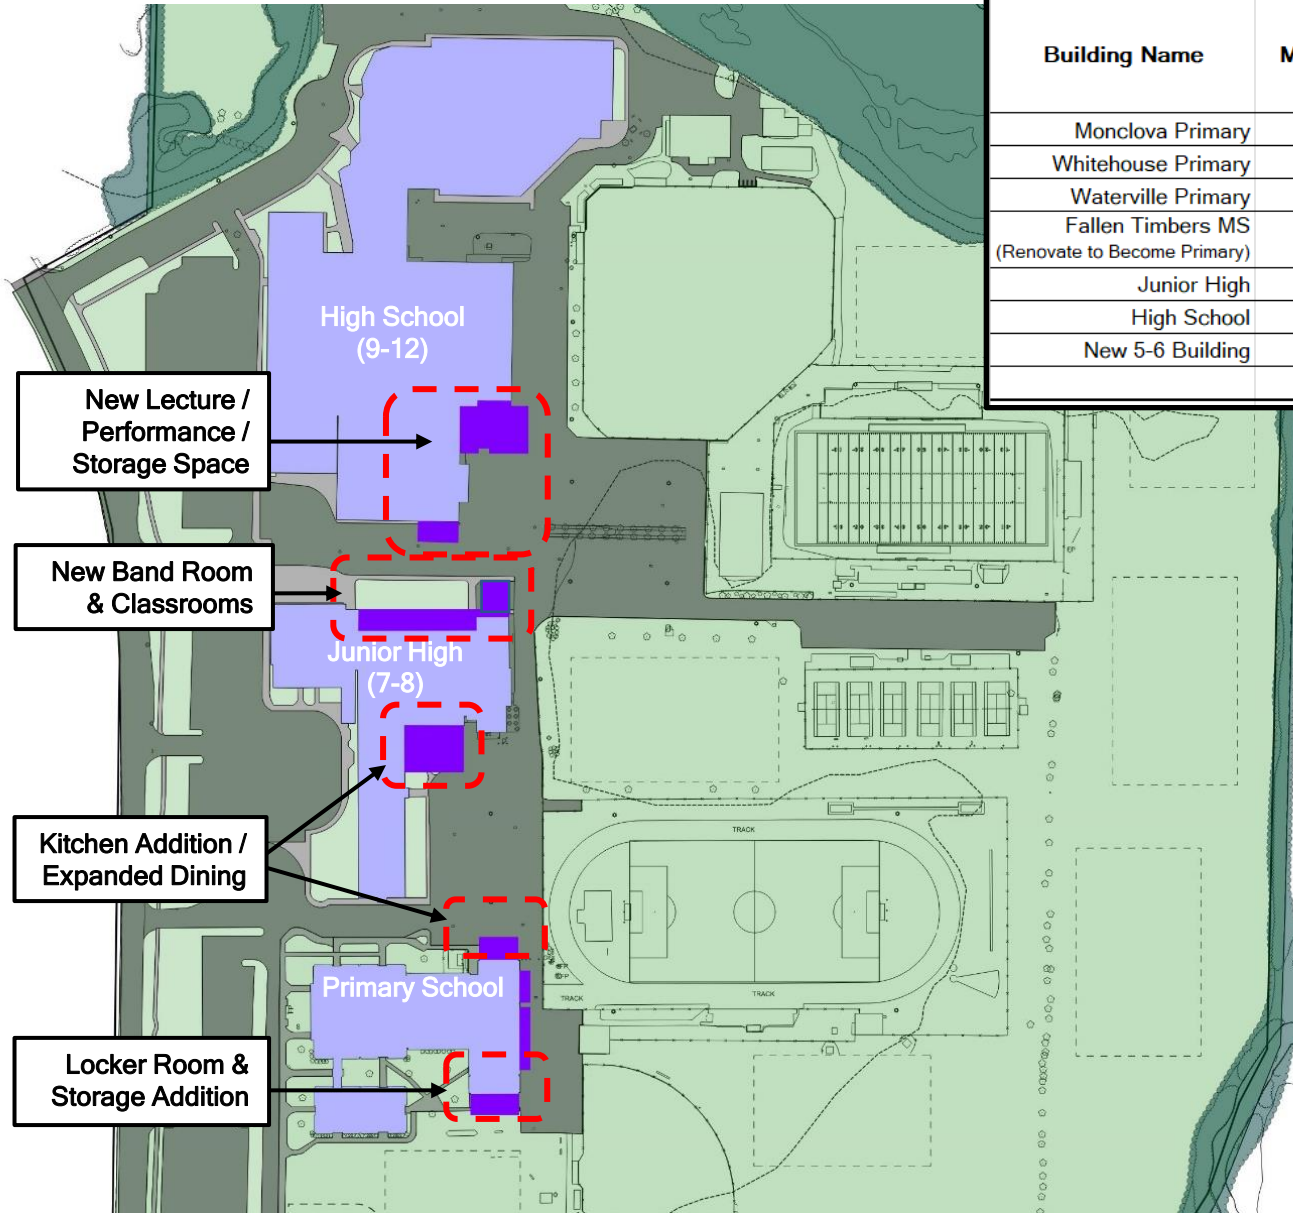 Building Name
M
Monclova Primary
Whitehouse Primary
Waterville Primary
Fallen Timbers MS
(Renovate to Become Primary)
Junior High
High School
New 5-6 Building
High School
(9-12)
New Lecture /
Performance /
Storage Space
New Band Room
& Classrooms
Junior High
(7-8)
Kitchen Addition /
Expanded Dining
TRACK
Primary School
TRACK
TRACK
Locker Room &
Storage Addition